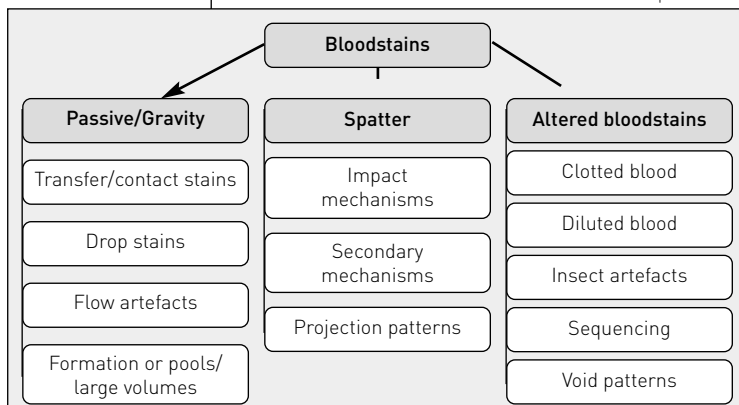 Bloodstains
Passive/Gravity
Transfer/contact stains
Drop stains
Flow artefacts
Formation or pools/
large volumes
Spatter
Impact
mechanisms
Secondary
mechanisms
Projection patterns
Altered bloodstains
Clotted blood
Diluted blood
Insect artefacts
Sequencing
Void patterns